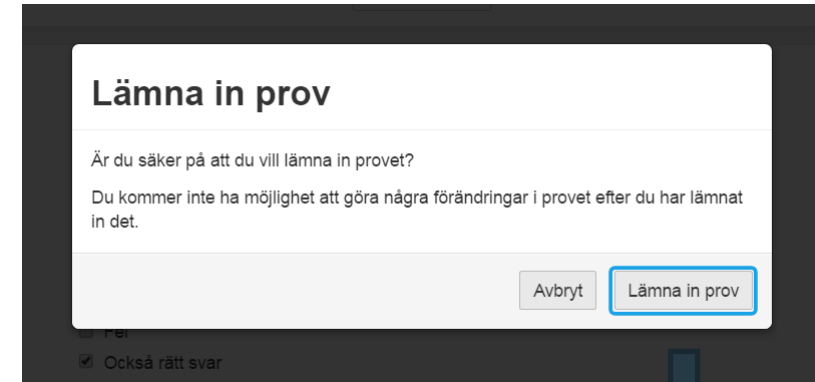 Lämna in prov
Är du säker på att du vill lämna in provet?
Du kommer inte ha möjlighet att göra några förändringar i provet efter du har lämnat
in det.
Avbryt Lämna in prov
Fel
Också rätt svar